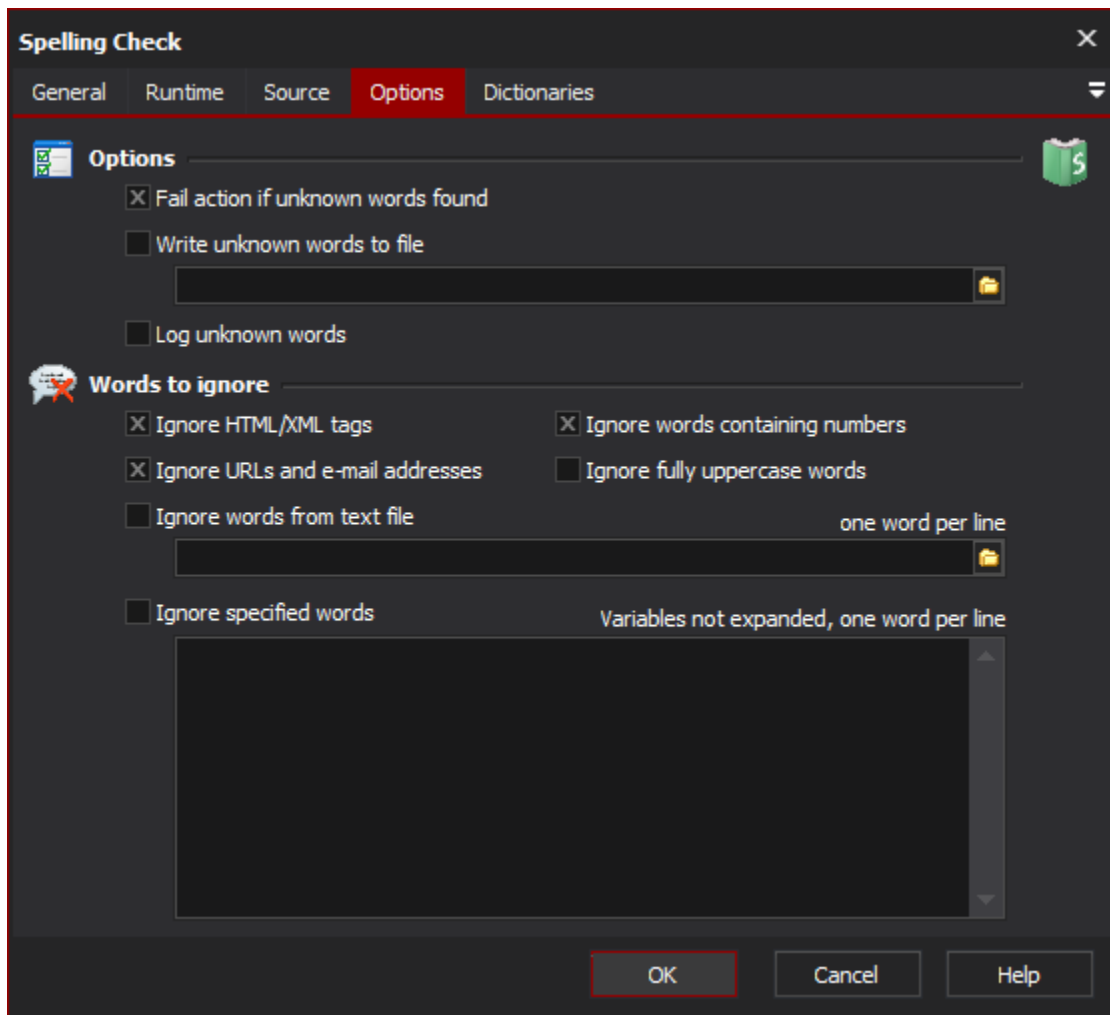 Spelling Check
General Runtime Source Options Dictionaries
Options
S
Fail action if unknown words found
Write unknown words to file
Log unknown words
Words to ignore
Ignore HTML/XML tags Ignore words containing numbers
Ignore URLs and e-mail addresses Ignore fully uppercase words
Ignore words from text file one word per line
Ignore specified words Variables not expanded, one word per line
OK Cancel Help